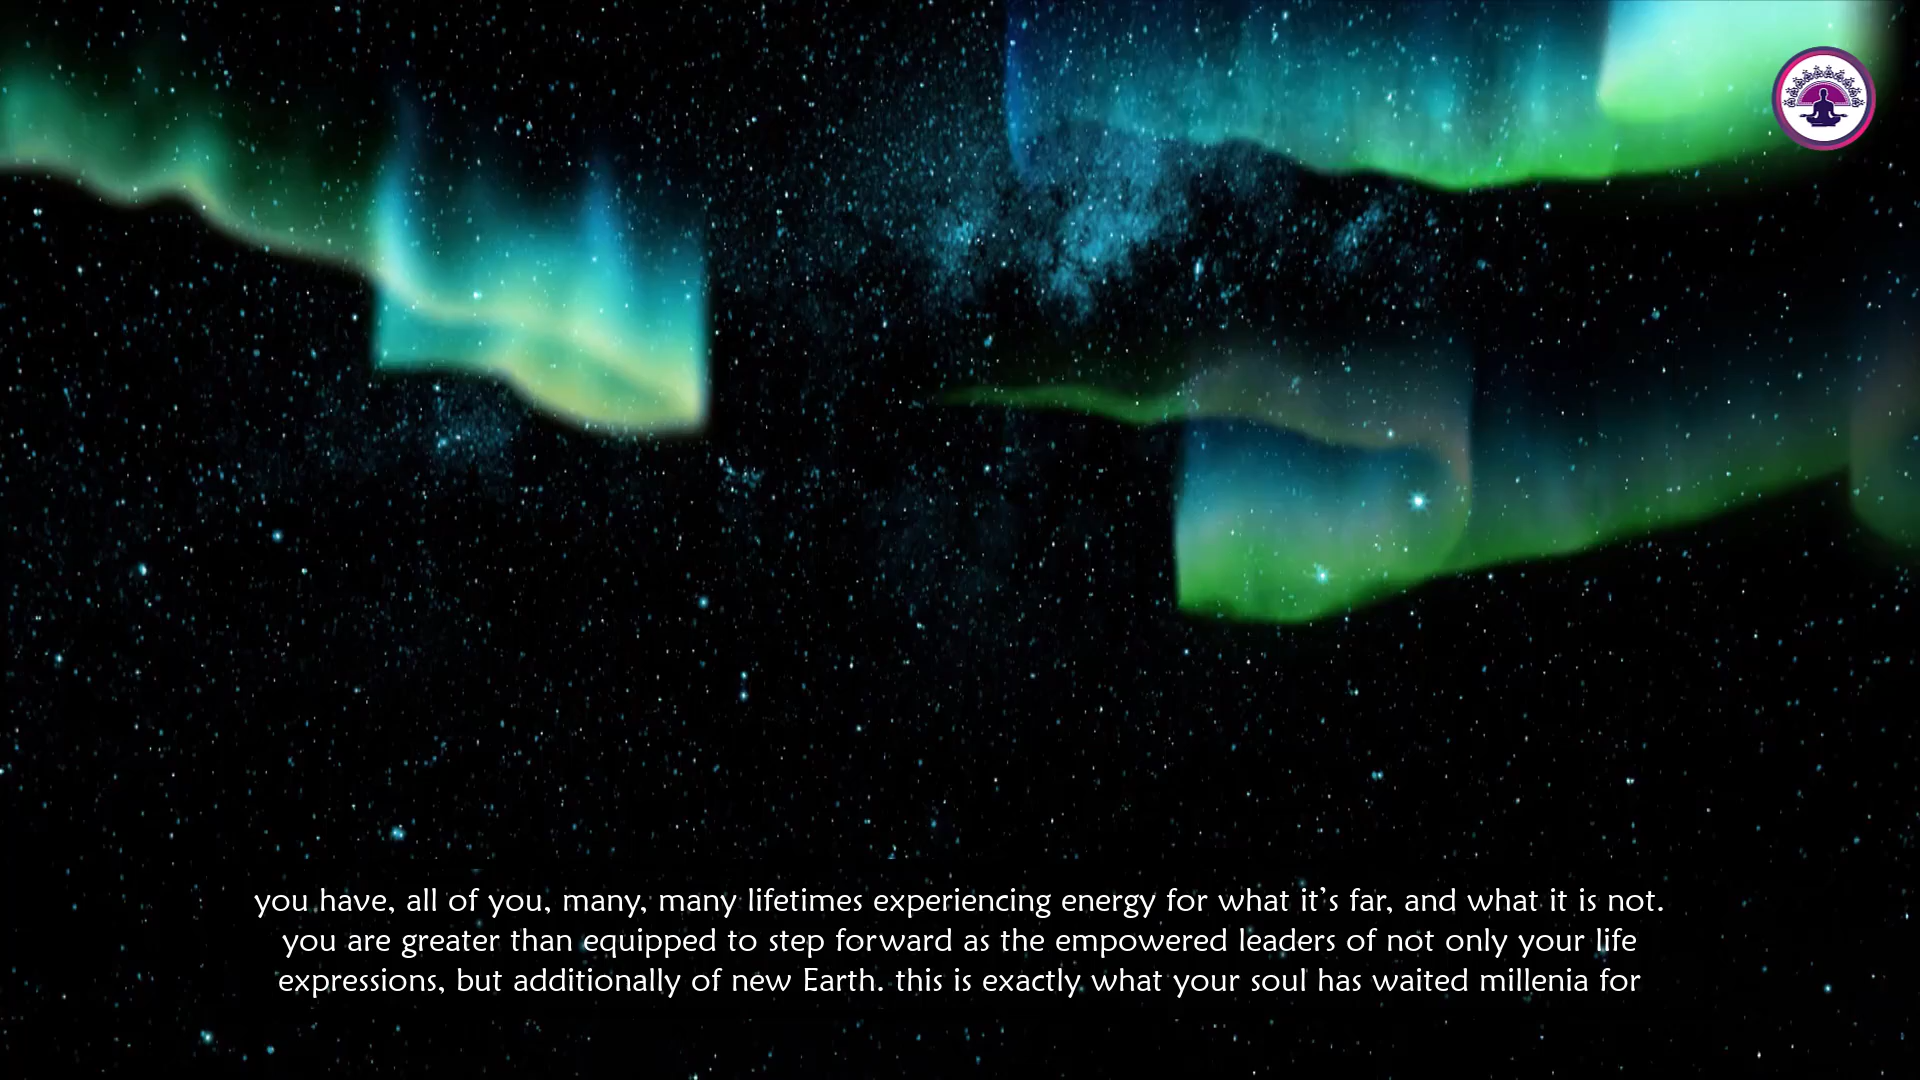 you have, all of you, many, many lifetimes experiencing energy for what it’s far, and what it is not.
you are greater than equipped to step forward as the empowered leaders of not only your life
expressions, but additionally of new Earth. this is exactly what your soul has waited millenia for